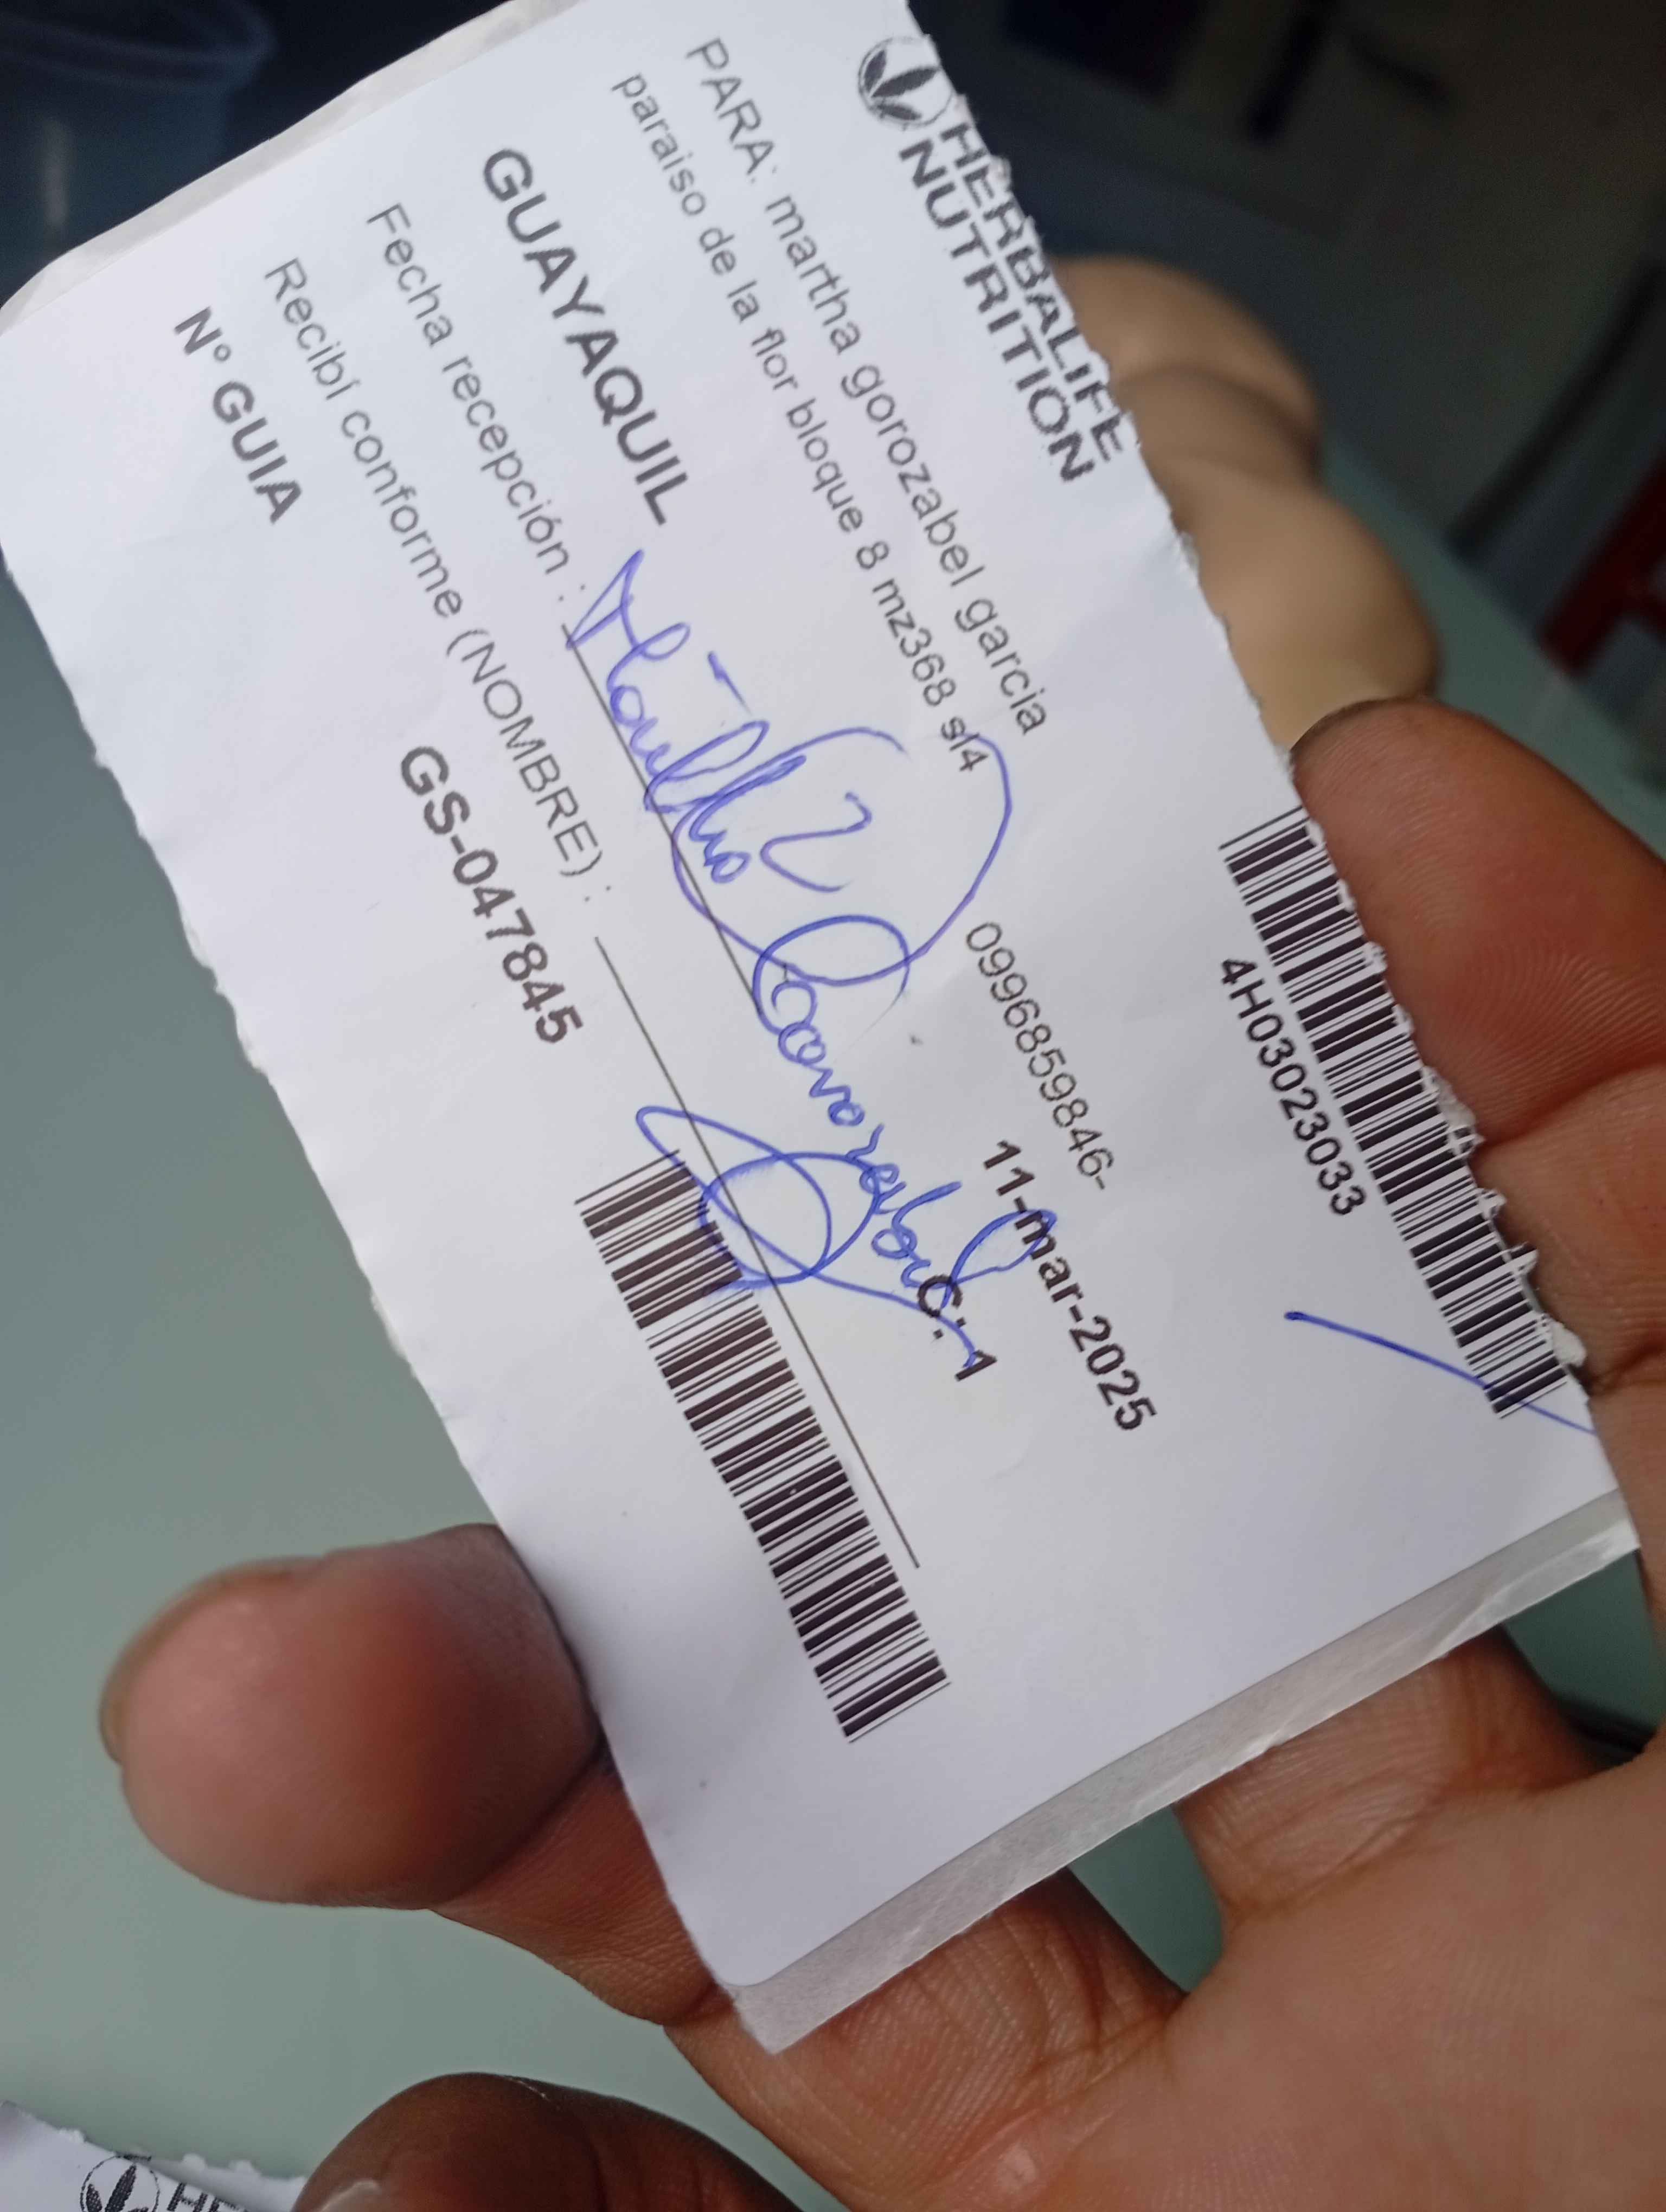 HERBALIFE
NUTRITION
4H03023033
PARA: martha gorozabel garcia
paraiso de la flor bloque 8 mz368 sl4
0996859846-
GUAYAQUIL
11-mar-2025
Fecha recepción :
C: 1
Recibí conforme (NOMBRE) :
N° GUIA
GS-047845